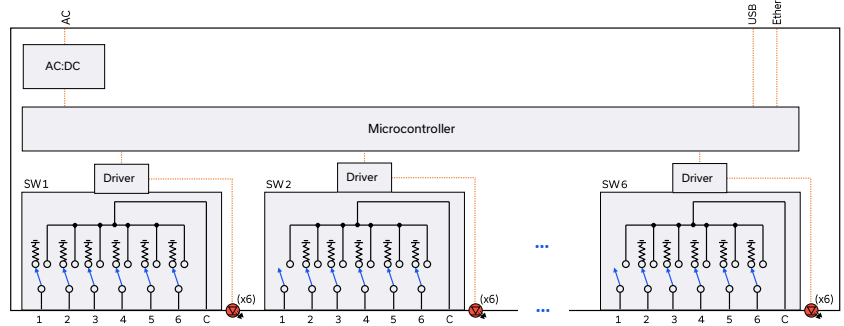 AC
USB
Ether
AC:DC
Microcontroller
Driver
Driver
Driver
SW1
SW2
SW6
...
(x6)
(x6)
(x6)
1 2 3 4 5 6 C
1 2 3 4 5 6 C
...
1 2 3 4 5 6 C